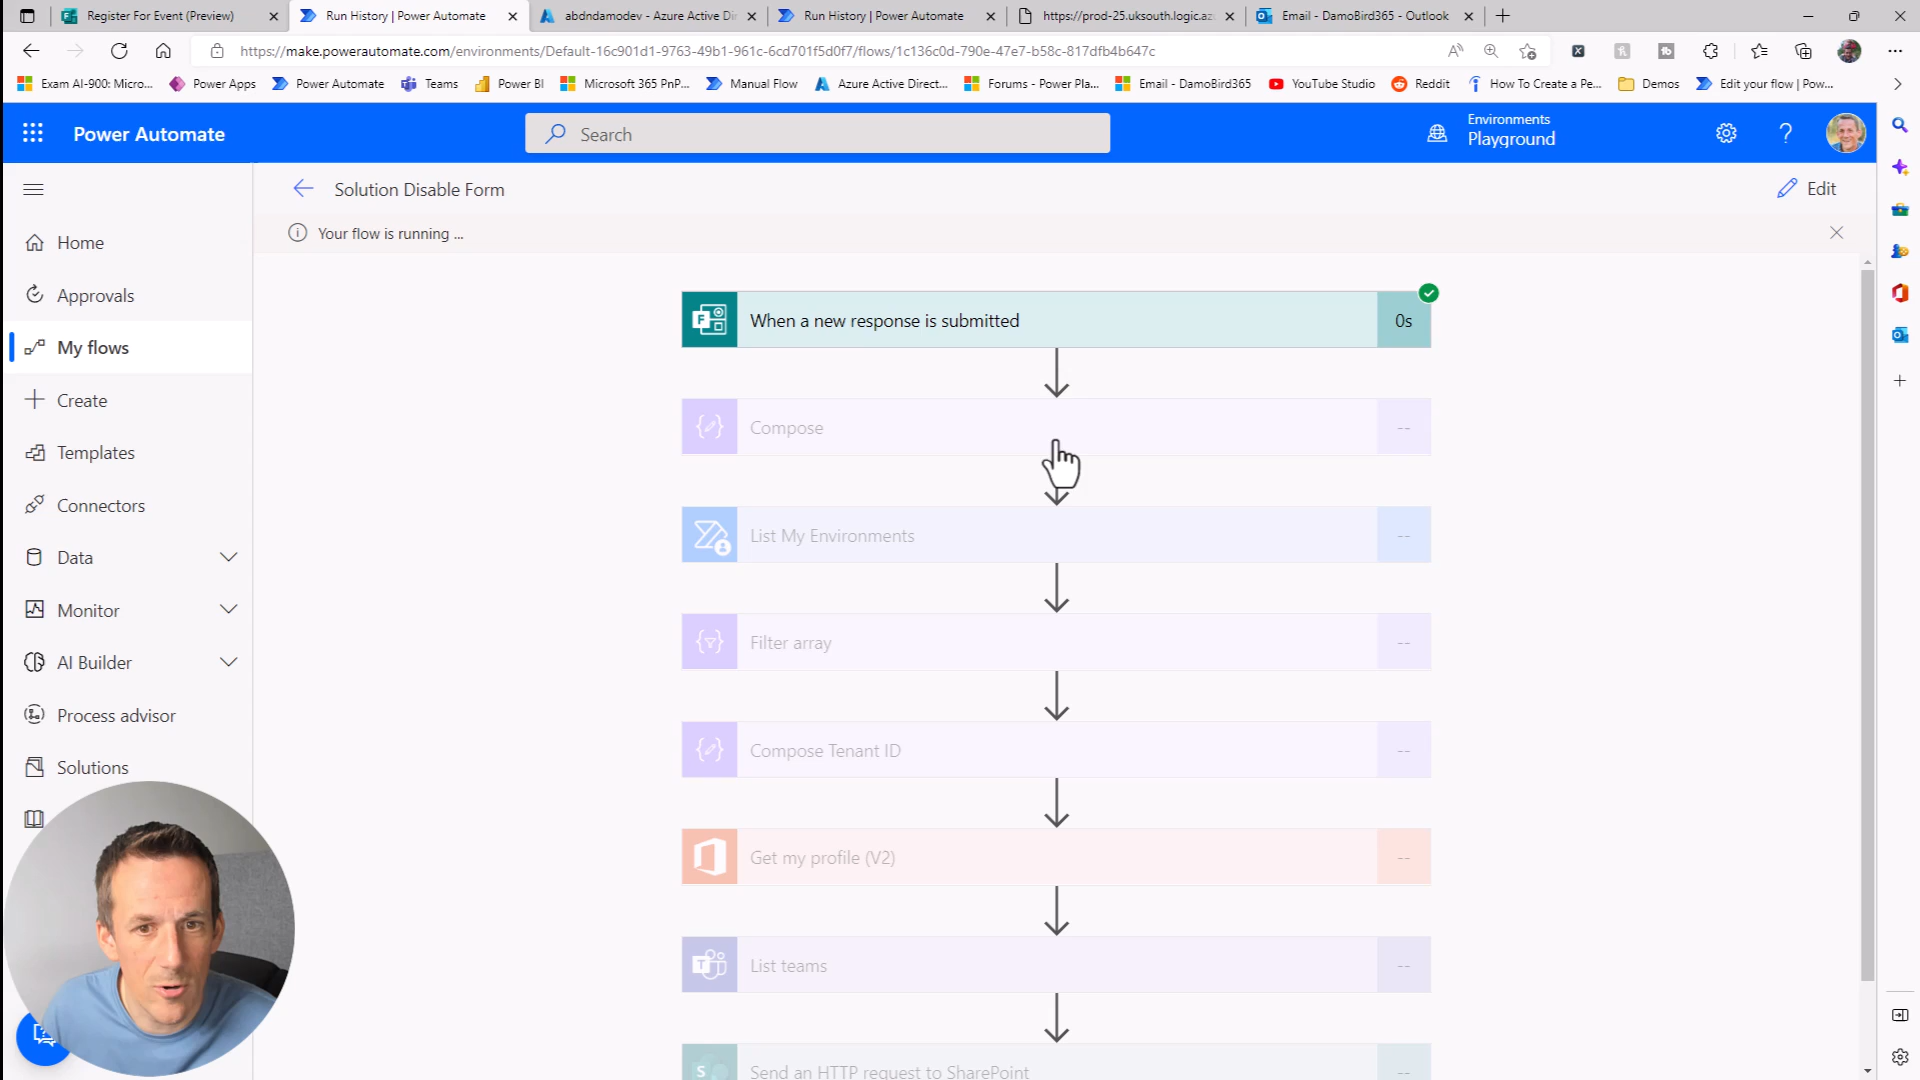 Register For Event (Preview)
Run History | Power Automate
abdndamodev - Azure Active Di
Run History | Power Automate
https://prod-25.uksouth.logic.az
Email - DamoBird365 - Outlook
https://make.powerautomate.com/environments/Default-16c901d1-9763-49b1-961c-6cd701f5d0f7/flows/1c136c0d-790e-47e7-b58c-817dfb4b647c
Exam AI-900: Micro...
Power Apps
Power Automate
Teams
Power BI
Microsoft 365 PnP...
Manual Flow
Azure Active Direct...
Forums - Power Pla...
Email - DamoBird365
YouTube Studio
Reddit
How To Create a Pe...
Demos
Edit your flow | Pow...
Power Automate
Search
Environments
Playground
Solution Disable Form
Edit
Your flow is running ...
Home
Approvals
My flows
Create
Templates
Connectors
Data
Monitor
AI Builder
Process advisor
Solutions
When a new response is submitted
0s
Compose
--
List My Environments
--
Filter array
--
Compose Tenant ID
--
Get my profile (V2)
--
List teams
--
Send an HTTP request to SharePoint
--